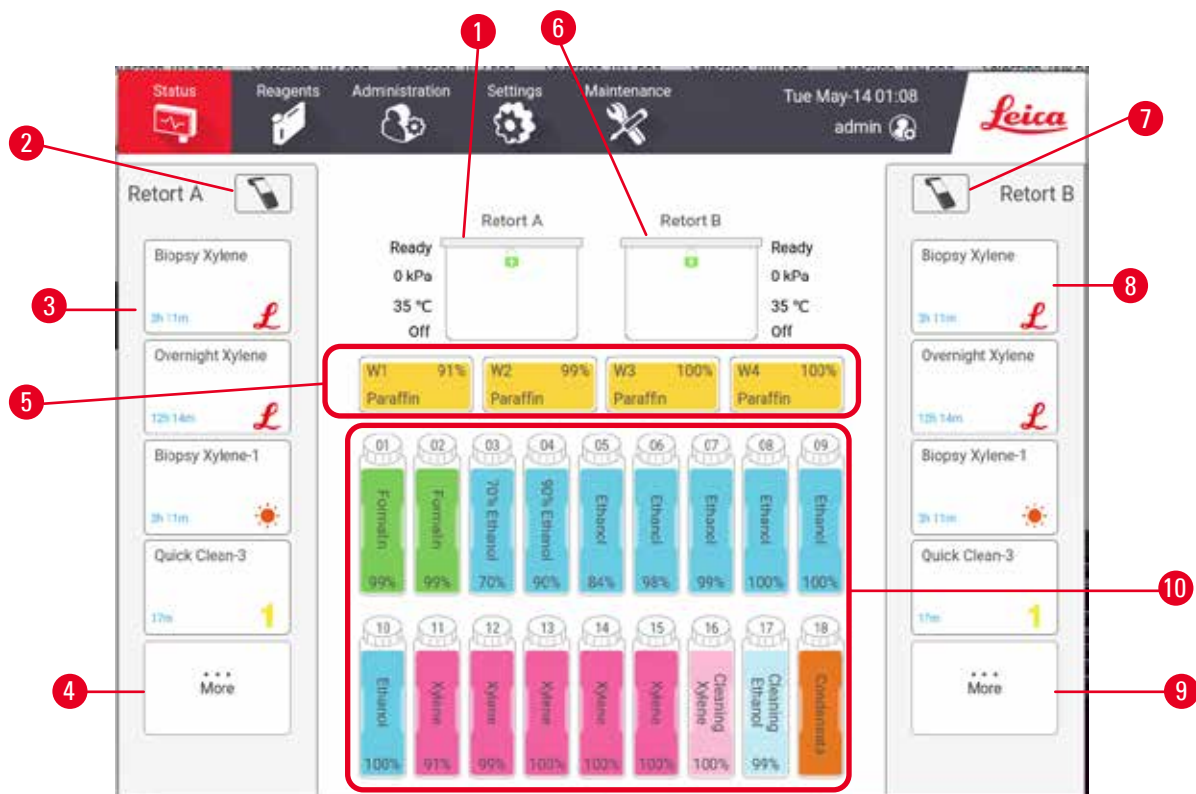 1
6
Status Reagents Administration Settings Maintenance
Tue May-14 01:08
admin
Leica
2
7
Retort A
Retort B
Retort A
Retort B
Biopsy Xylene
3h 11m
3
Overnight Xylene
12h 14m
Biopsy Xylene-1
3h 11m
Quick Clean-3
17m
1
... More
4
Ready
0 kPa
35 °C
Off
Ready
0 kPa
35 °C
Off
5
W1 91%
Paraffin
W2 99%
Paraffin
W3 100%
Paraffin
W4 100%
Paraffin
01 02 03 04 05 06 07 08 09
Formalin
Formalin
70% Ethanol
90% Ethanol
Ethanol
Ethanol
Ethanol
Ethanol
Ethanol
99% 99% 70% 90% 84% 98% 99% 100% 100%
10 11 12 13 14 15 16 17 18
Ethanol
Xylene
Xylene
Xylene
Xylene
Xylene
Cleaning
Xylene
Cleaning
Ethanol
Condensate
100% 91% 99% 100% 100% 100% 100% 99%
10
Biopsy Xylene
3h 11m
8
Overnight Xylene
12h 14m
Biopsy Xylene-1
3h 11m
Quick Clean-3
17m
1
... More
9